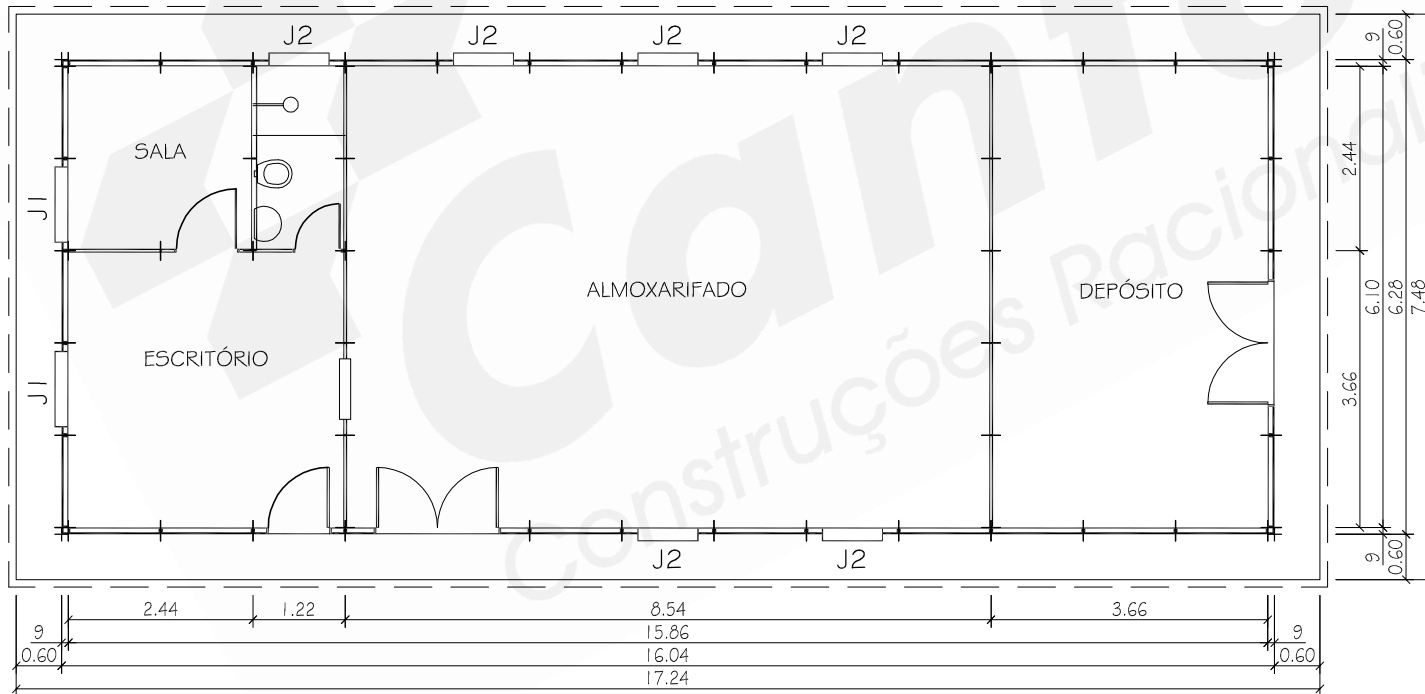 J2 J2 J2 J2
9
0.60
Canteiro
SALA
2.44
J1
ALMOXARIFADO
DEPÓSITO
Construções Racionais
6.10
6.28
7.48
ESCRITÓRIO
J1
3.66
J2 J2
9
0.60
2.44 1.22 8.54 3.66
9 15.86 9
0.60 16.04 0.60
17.24